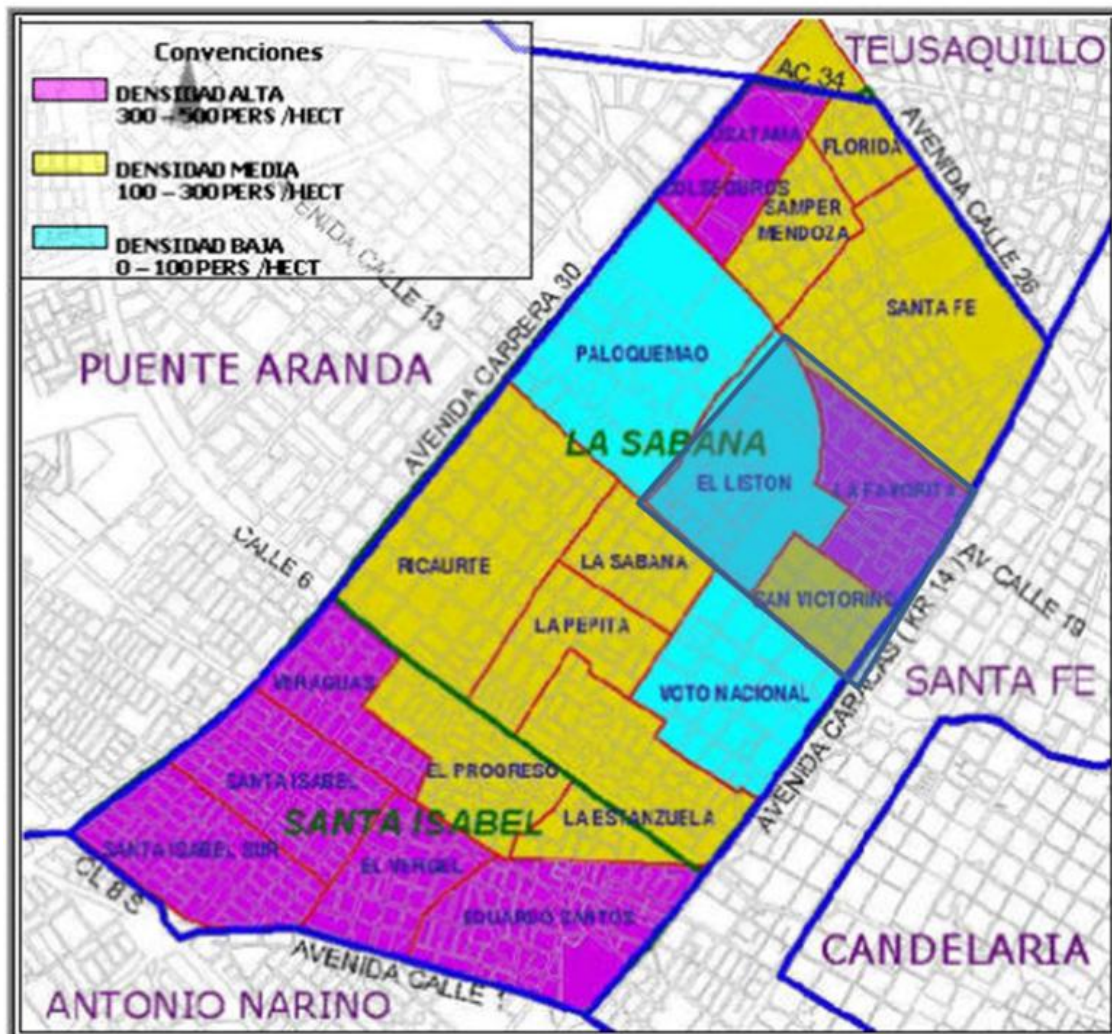 Convenciones
DENSIDAD ALTA
300 – 500 PERS /HECT
DENSIDAD MEDIA
100 – 300 PERS /HECT
DENSIDAD BAJA
0 – 100 PERS /HECT
TEUSAQUILLO
AC 34
AVENIDA CALLE 26
FLORIDA
COLSEGUROS
SAMPER
MENDOZA
SANTA FE
CALLE 13
AVENIDA CARRERA 30
PUENTE ARANDA
PALOQUEMAO
LA SABANA
EL LISTON
LA FAVORITA
CALLE 6
RICAURTE
LA SABANA
SAN VICTORINO
AV CALLE 19
LA PEPITA
VOTO NACIONAL
AVENIDA CARACAS ( KR 14 )
SANTA FE
VERAGUAS
EL PROGRESO
SANTA ISABEL
SANTA ISABEL
LA ESTANZUELA
SANTA ISABEL SUR
EL VERGEL
EDUARDO SANTOS
CL 8 S
AVENIDA CALLE 1
CANDELARIA
ANTONIO NARINO